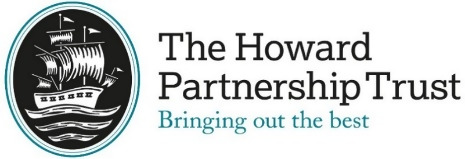 The Howard
Partnership Trust
Bringing out the best